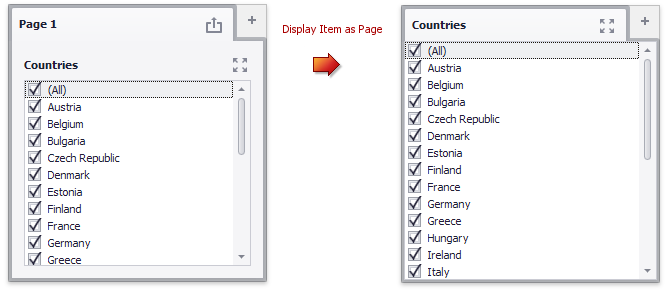 Page 1
+
Countries
(All)
Austria
Belgium
Bulgaria
Czech Republic
Denmark
Estonia
Finland
France
Germany
Greece
Display Item as Page
Countries
+
(All)
Austria
Belgium
Bulgaria
Czech Republic
Denmark
Estonia
Finland
France
Germany
Greece
Hungary
Ireland
Italy